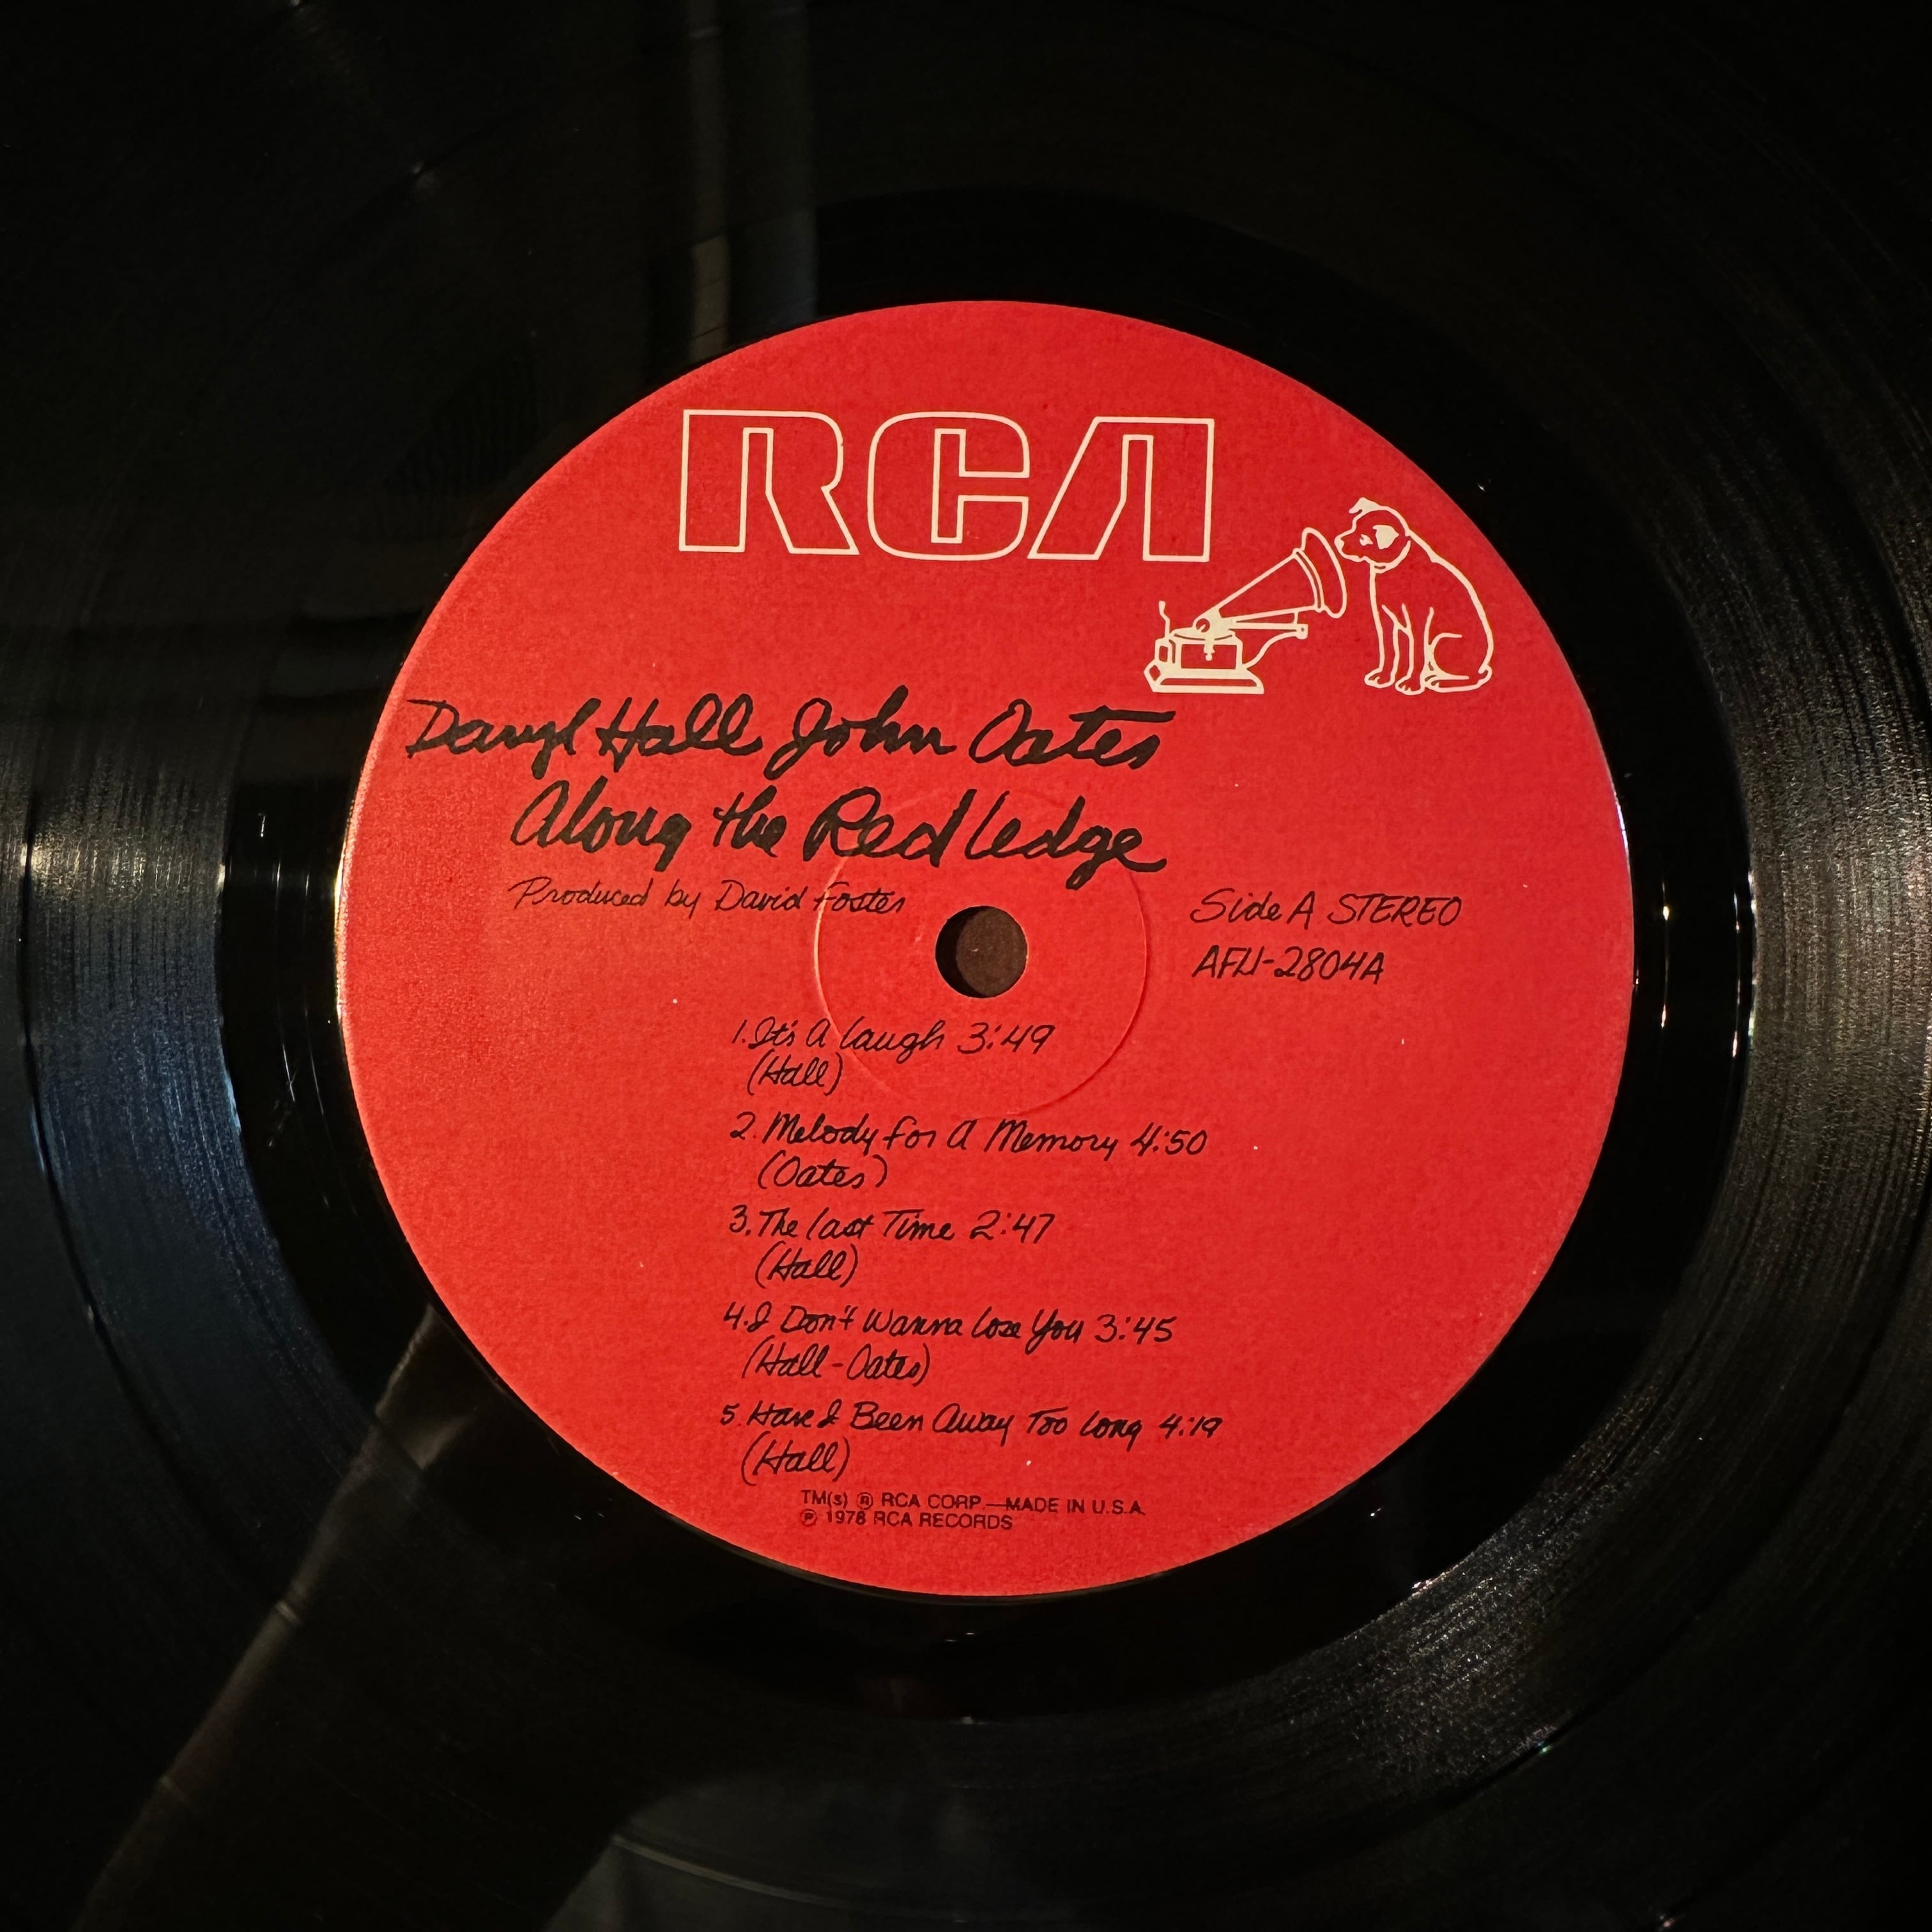 RCA
Daryl Hall John Oates
Along the Red Ledge
Produced by David Foster
Side A STEREO
AFL1-2804A
1. It's A Laugh 3:49
(Hall)
2. Melody for A Memory 4:50
(Oates)
3. The Last Time 2:47
(Hall)
4. I Don't Wanna Lose You 3:45
(Hall-Oates)
5. Have I Been Away Too Long 4:19
(Hall)
TM(s) ® RCA CORP.—MADE IN U.S.A.
℗ 1978 RCA RECORDS